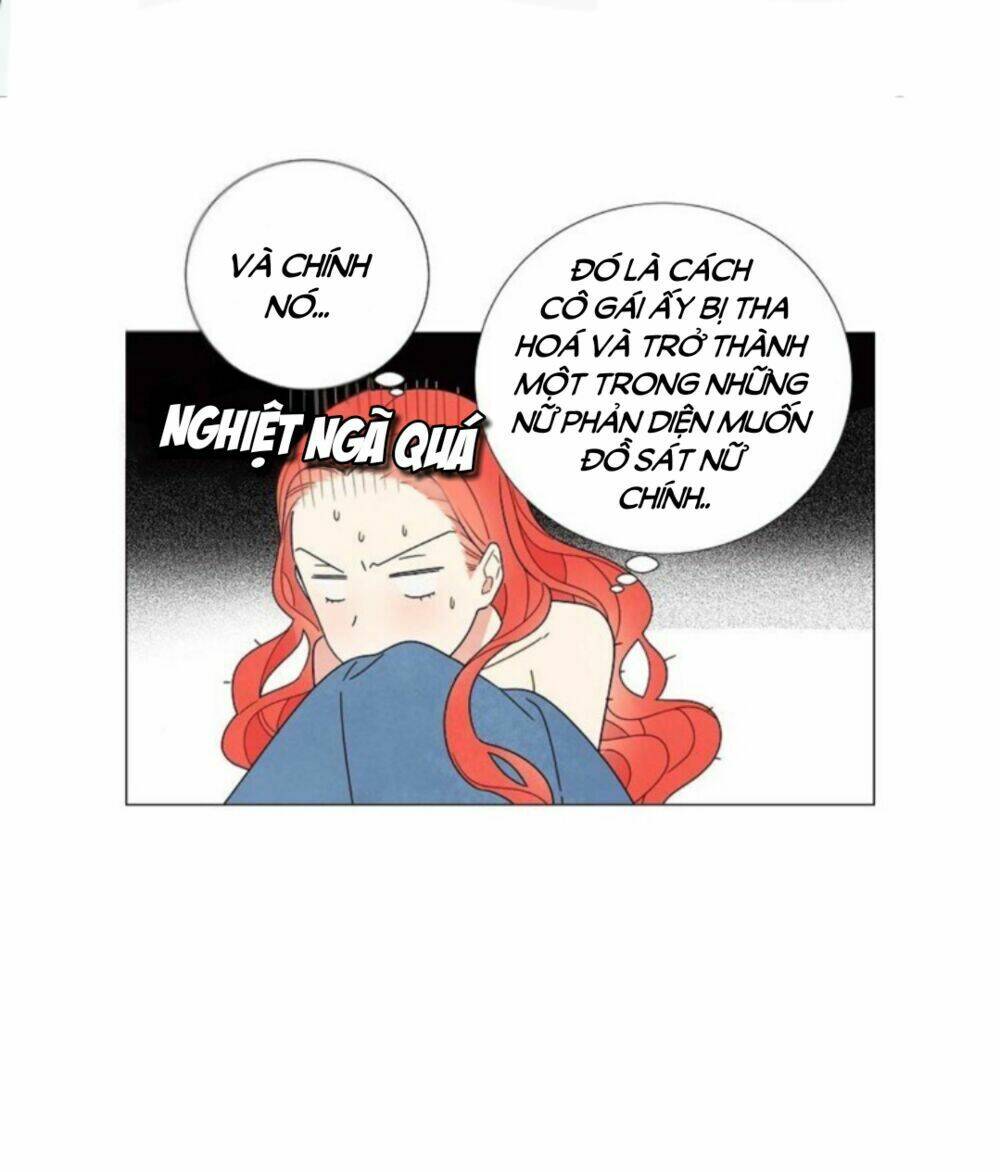 VÀ CHÍNH
NÓ...
ĐÓ LÀ CÁCH
CÔ GÁI ẤY BỊ THA
HOÁ VÀ TRỞ THÀNH
MỘT TRONG NHỮNG
NỮ PHẢN DIỆN MUỐN
ĐỒ SÁT NỮ
CHÍNH..
NGHIỆT NGÃ QUÁ